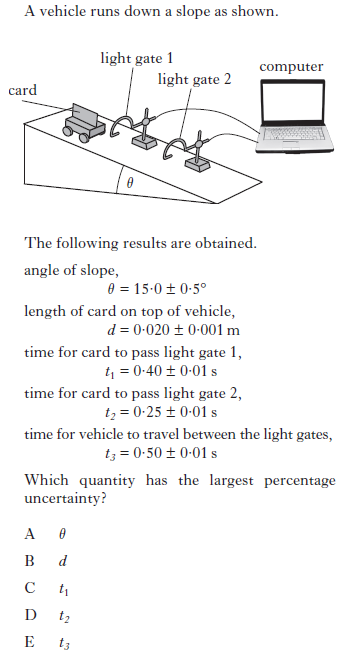 A vehicle runs down a slope as shown.
light gate 1
light gate 2
computer
card
θ
The following results are obtained.
angle of slope,
θ = 15·0 ± 0·5°
length of card on top of vehicle,
d = 0·020 ± 0·001 m
time for card to pass light gate 1,
t₁ = 0·40 ± 0·01 s
time for card to pass light gate 2,
t₂ = 0·25 ± 0·01 s
time for vehicle to travel between the light gates,
t₃ = 0·50 ± 0·01 s
Which quantity has the largest percentage
uncertainty?
A θ
B d
C t₁
D t₂
E t₃